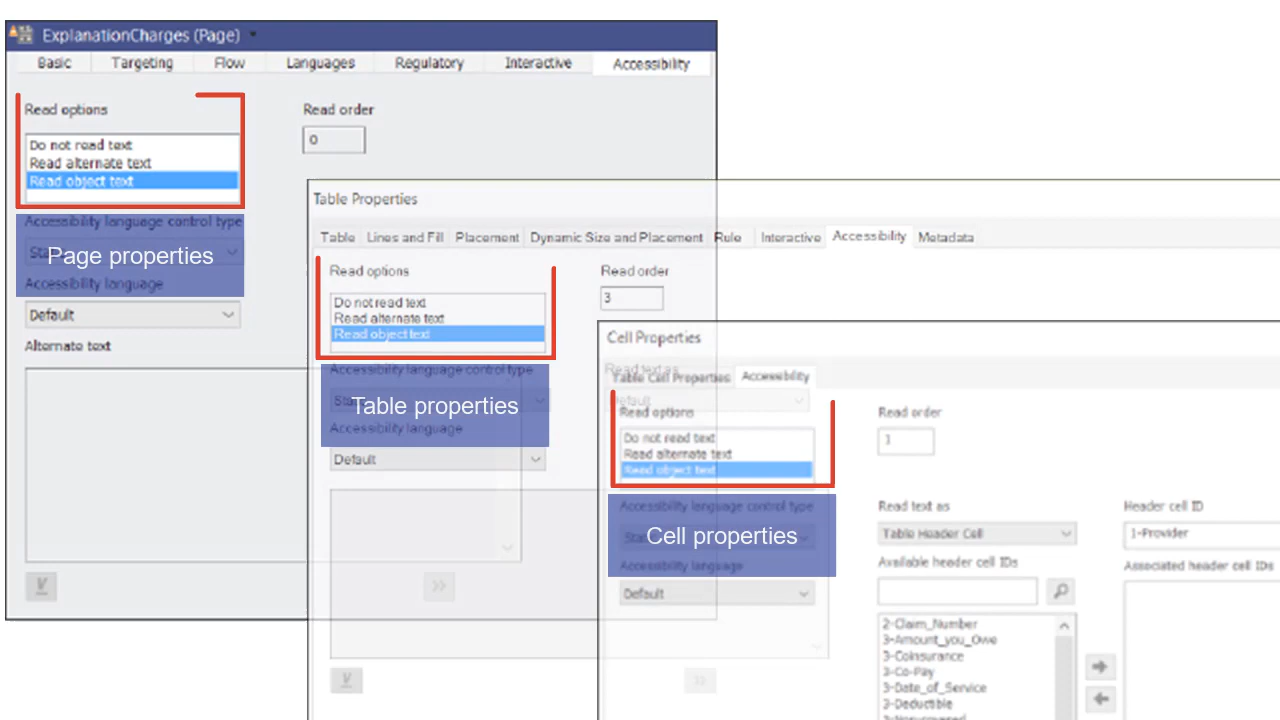 ExplanationCharges (Page)
Basic Targeting Flow Languages Regulatory Interactive Accessibility
Read options
Do not read text
Read alternate text
Read object text
Read order
0
Accessibility language control type
Page properties
Accessibility language
Default
Alternate text
Table Properties
Table Lines and Fill Placement Dynamic Size and Placement Rule Interactive Accessibility Metadata
Read options
Do not read text
Read alternate text
Read object text
Read order
3
Accessibility language control type
Table properties
Accessibility language
Default
Read text as
Default
Cell Properties
Table Cell Properties Accessibility
Read options
Do not read text
Read alternate text
Read object text
Read order
1
Accessibility language control type
Cell properties
Accessibility language
Default
Read text as
Table Header Cell
Header cell ID
1-Provider
Available header cell IDs
Associated header cell IDs
2-Claim_Number
3-Amount_you_Owe
3-Coinsurance
3-Co-Pay
3-Date_of_Service
3-Deductible